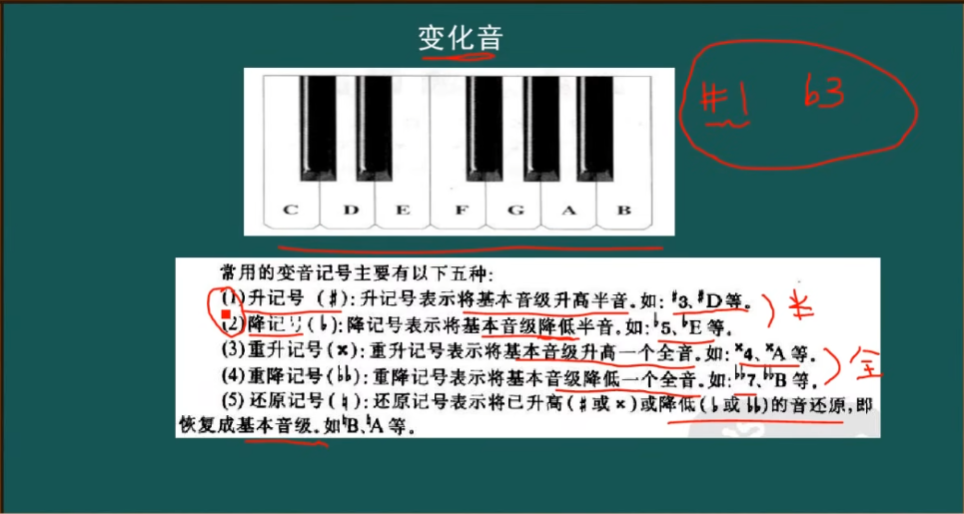 变化音
#1 b3
C D E F G A B
常用的变音记号主要有以下五种:
(1)升记号(♯):升记号表示将基本音级升高半音。如:♯3、♯D等。
(2)降记号(♭):降记号表示将基本音级降低半音。如:♭5、♭E等。
半
(3)重升记号(×):重升记号表示将基本音级升高一个全音。如:×4、×A等。
(4)重降记号(♭♭):重降记号表示将基本音级降低一个全音。如:♭♭7、♭♭B等。
全
(5)还原记号(♮):还原记号表示将已升高(♯或×)或降低(♭或♭♭)的音还原,即
恢复成基本音级。如♮B、♮A等。